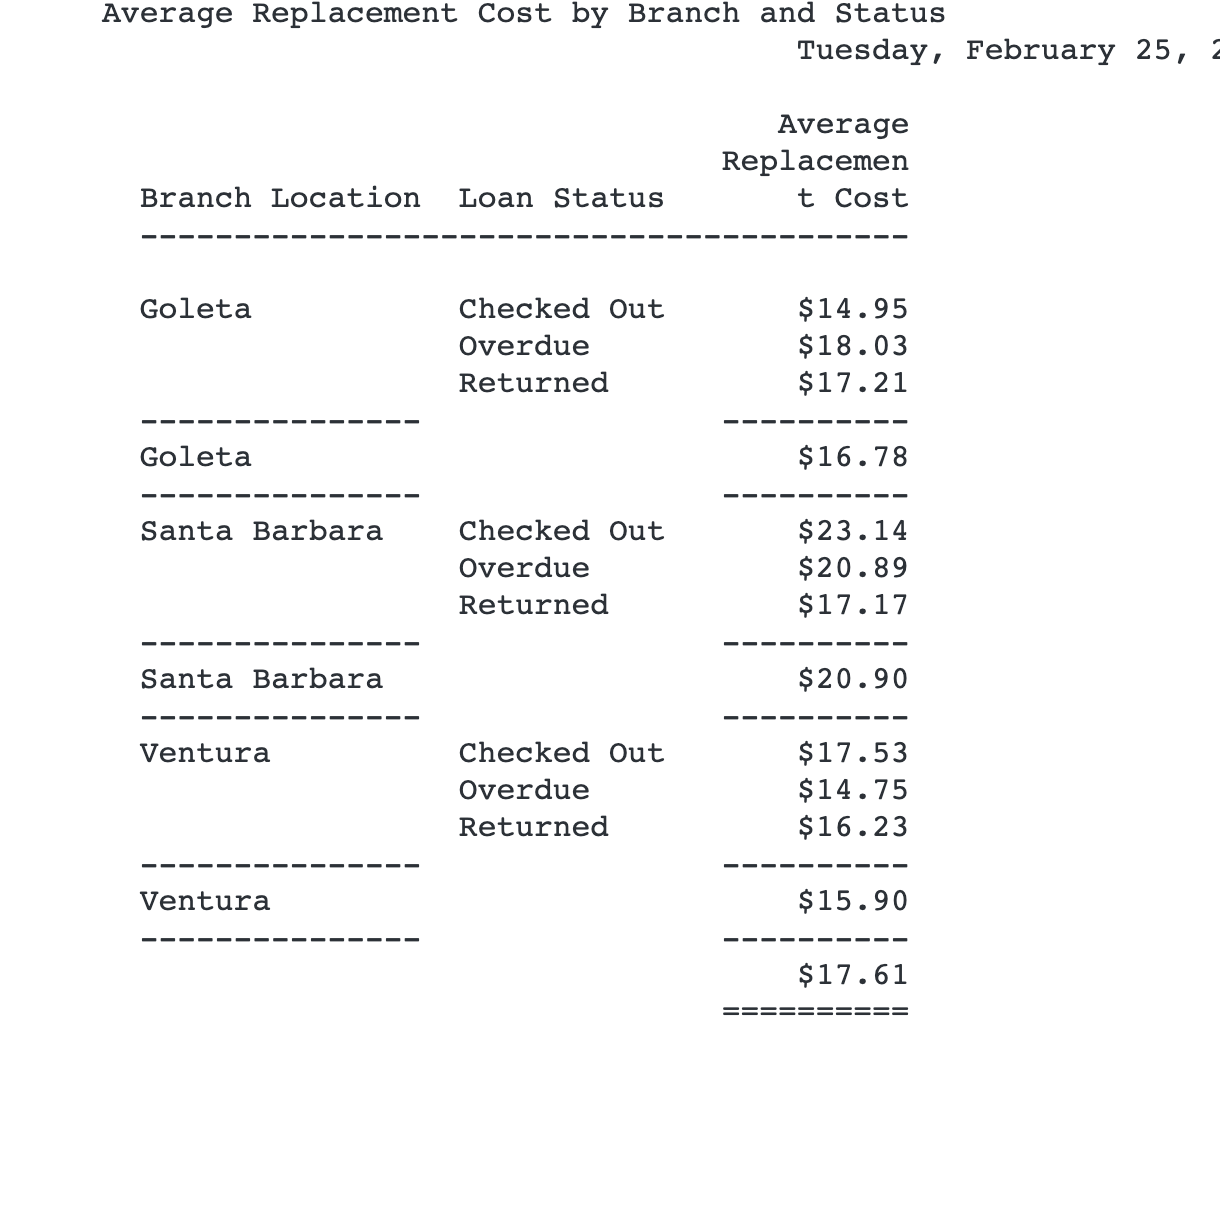 Average Replacement Cost by Branch and Status
Tuesday, February 25,
Average
Replacemen
Branch Location  Loan Status  t Cost
-----------------------------------------
Goleta  Checked Out  $14.95
Overdue  $18.03
Returned  $17.21
---------------  ----------
Goleta  $16.78
---------------  ----------
Santa Barbara  Checked Out  $23.14
Overdue  $20.89
Returned  $17.17
---------------  ----------
Santa Barbara  $20.90
---------------  ----------
Ventura  Checked Out  $17.53
Overdue  $14.75
Returned  $16.23
---------------  ----------
Ventura  $15.90
---------------  ----------
$17.61
==========